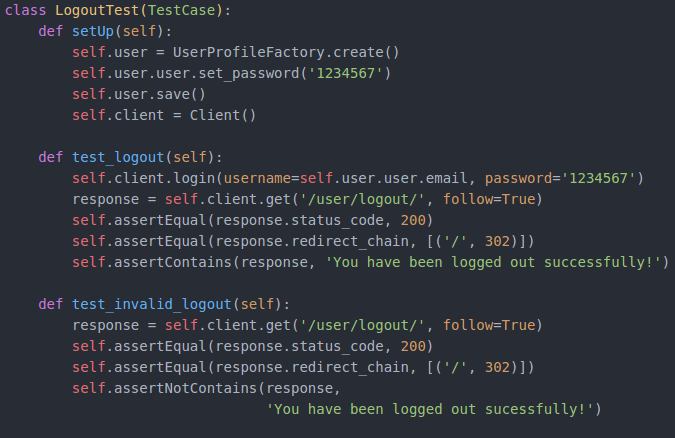 class LogoutTest(TestCase):
    def setUp(self):
        self.user = UserProfileFactory.create()
        self.user.user.set_password('1234567')
        self.user.save()
        self.client = Client()

    def test_logout(self):
        self.client.login(username=self.user.user.email, password='1234567')
        response = self.client.get('/user/logout/', follow=True)
        self.assertEqual(response.status_code, 200)
        self.assertEqual(response.redirect_chain, [('/', 302)])
        self.assertContains(response, 'You have been logged out successfully!')

    def test_invalid_logout(self):
        response = self.client.get('/user/logout/', follow=True)
        self.assertEqual(response.status_code, 200)
        self.assertEqual(response.redirect_chain, [('/', 302)])
        self.assertNotContains(response,
                               'You have been logged out sucessfully!')